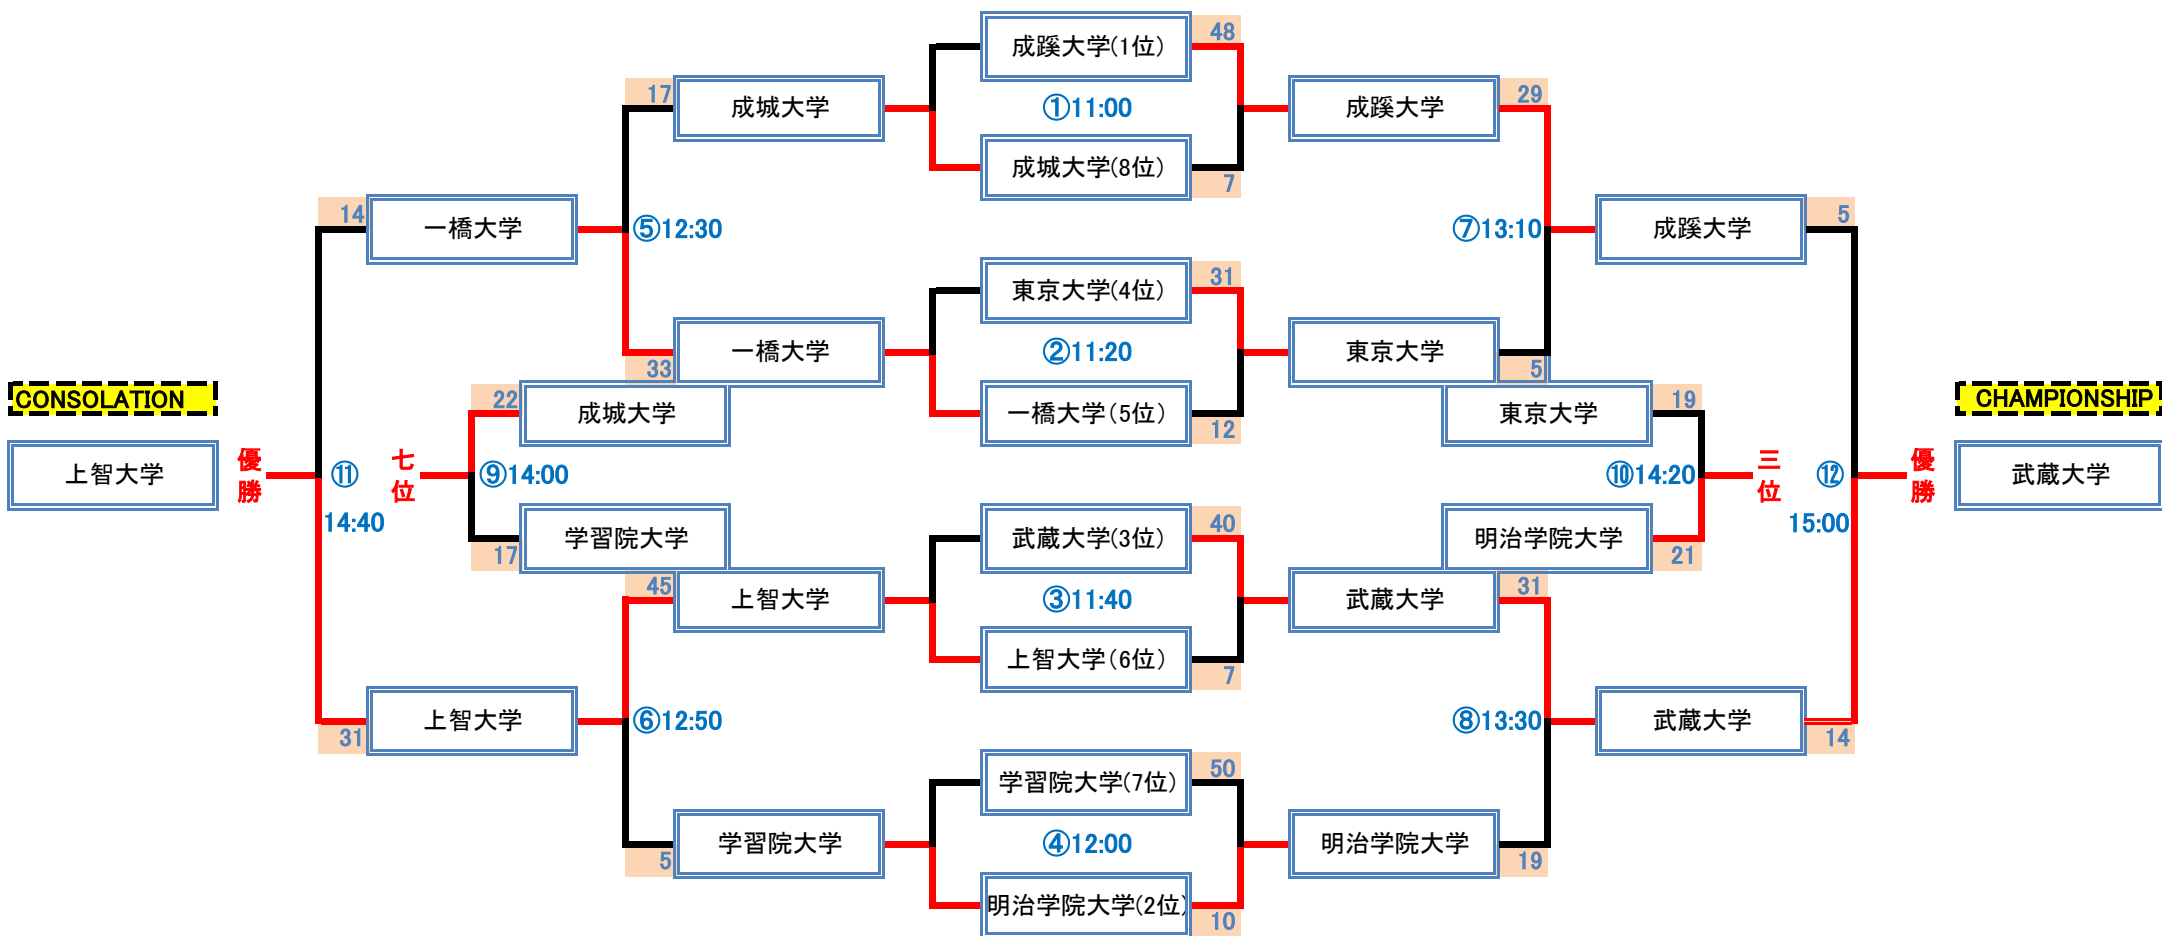 成蹊大学(1位)
48
17
成城大学
①11:00
成蹊大学
29
成城大学(8位)
7
14
一橋大学
⑤12:30
⑦13:10
成蹊大学
5
東京大学(4位)
31
一橋大学
②11:20
東京大学
33
5
CONSOLATION
22
成城大学
一橋大学(5位)
12
東京大学
19
CHAMPIONSHIP
上智大学
優勝
⑪
14:40
七位
⑨14:00
⑩14:20
三位
⑫
15:00
優勝
武蔵大学
17
学習院大学
武蔵大学(3位)
40
明治学院大学
21
45
上智大学
③11:40
武蔵大学
31
上智大学(6位)
7
31
上智大学
⑥12:50
⑧13:30
武蔵大学
14
学習院大学(7位)
50
5
学習院大学
④12:00
明治学院大学
19
明治学院大学(2位)
10